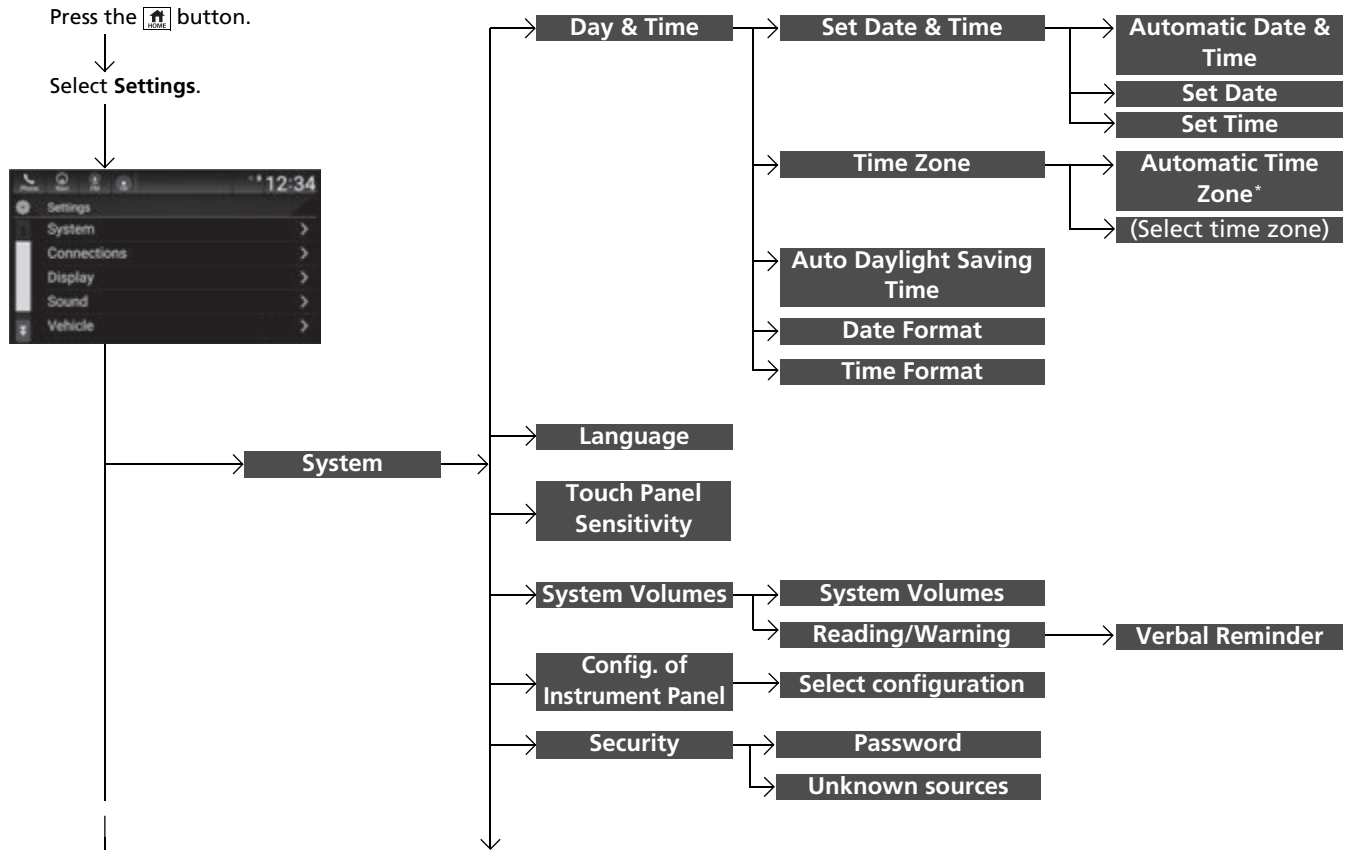 Press the HOME button.
Select Settings.
Phone
12:34
Settings
System
Connections
Display
Sound
Vehicle
System
Day & Time
Set Date & Time
Automatic Date &
Time
Set Date
Set Time
Time Zone
Automatic Time
Zone*
(Select time zone)
Auto Daylight Saving
Time
Date Format
Time Format
Language
Touch Panel
Sensitivity
System Volumes
System Volumes
Reading/Warning
Verbal Reminder
Config. of
Instrument Panel
Select configuration
Security
Password
Unknown sources